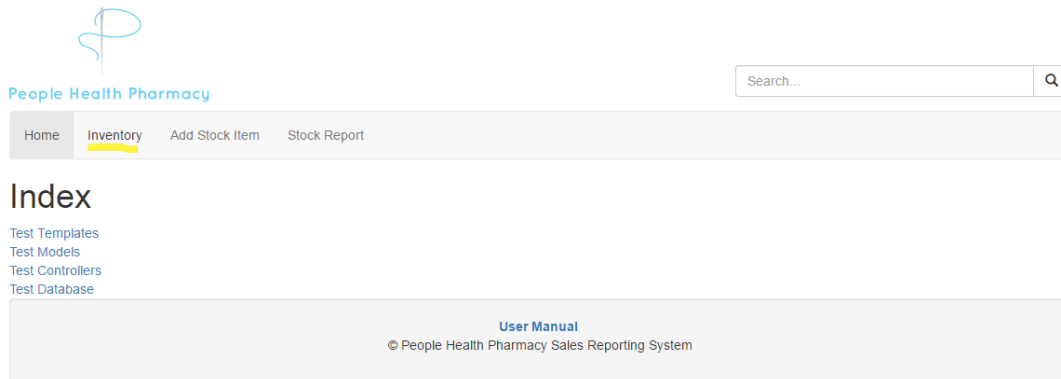 People Health Pharmacy
Search...
Home Inventory Add Stock Item Stock Report
Index
Test Templates
Test Models
Test Controllers
Test Database
User Manual
© People Health Pharmacy Sales Reporting System